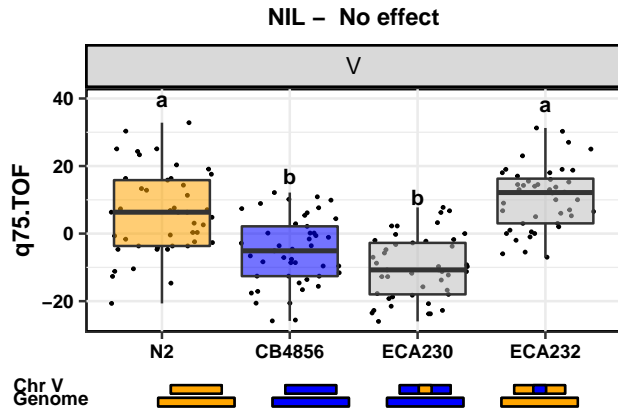 NIL – No effect
V
q75.TOF
40
20
0
−20
a
b
b
a
N2 CB4856 ECA230 ECA232
Chr V
Genome